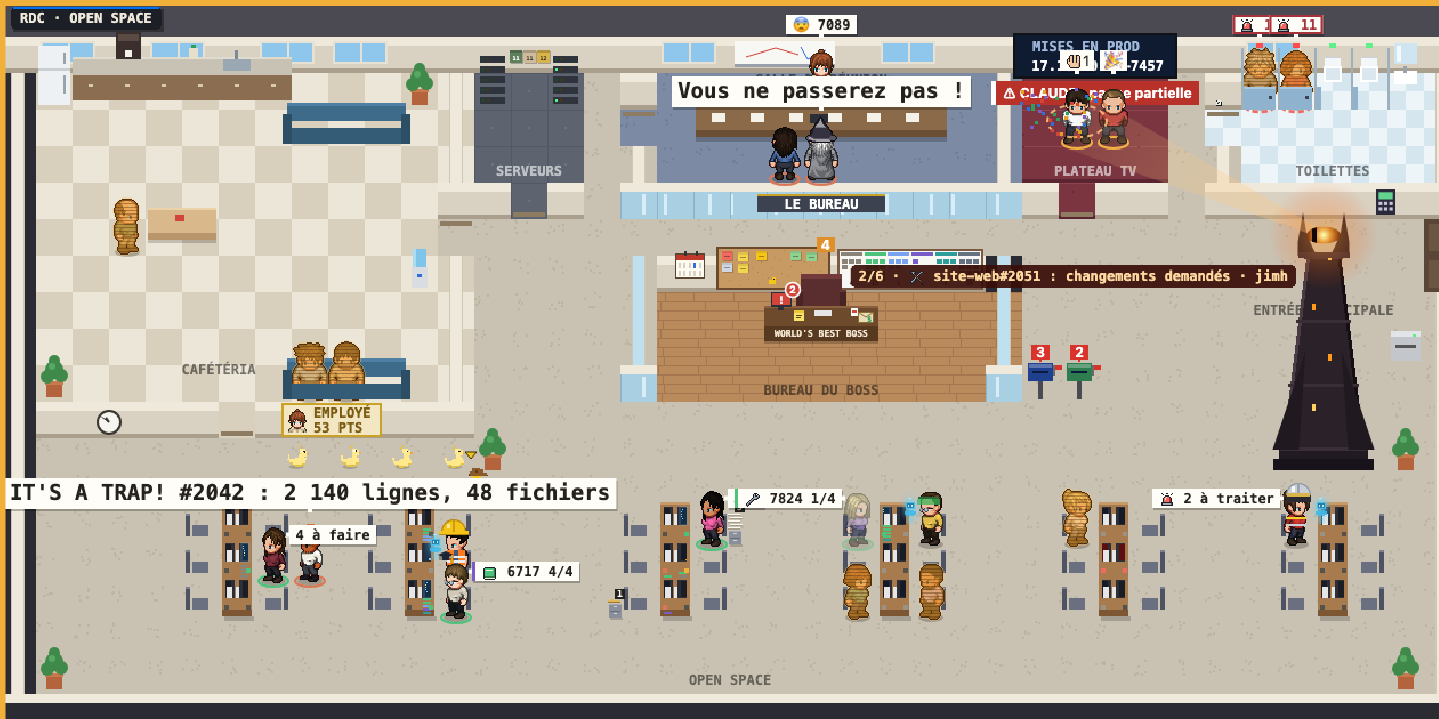 RDC · OPEN SPACE
7089
11
MISES EN PROD
7457
Vous ne passerez pas !
CLAUDE
partielle
SERVEURS
PLATEAU TV
TOILETTES
LE BUREAU
4
2/6 · site-web#2051 : changements demandés · jimh
2
WORLD'S BEST BOSS
ENTRÉE
CAFÉTÉRIA
3
2
BUREAU DU BOSS
EMPLOYÉ
53 PTS
IT'S A TRAP! #2042 : 2 140 lignes, 48 fichiers
7824 1/4
2 à traiter
4 à faire
6717 4/4
1
OPEN SPACE